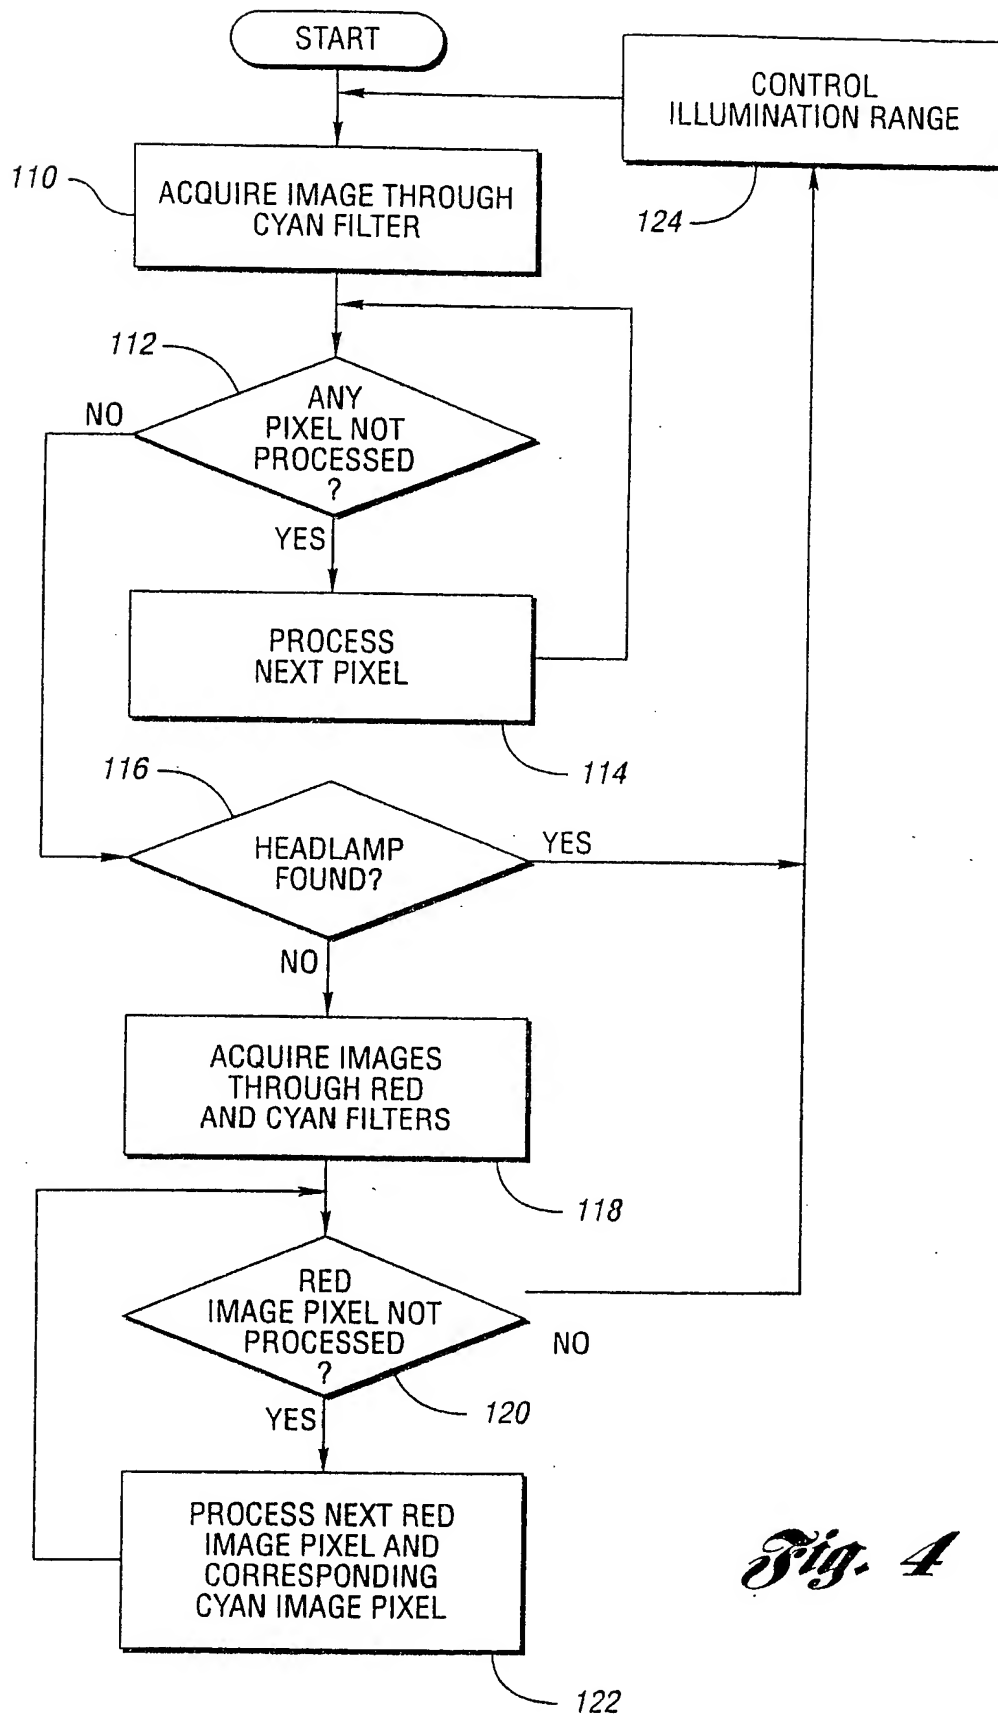 START
CONTROL
ILLUMINATION RANGE
124
110
ACQUIRE IMAGE THROUGH
CYAN FILTER
112
NO
ANY
PIXEL NOT
PROCESSED
?
YES
PROCESS
NEXT PIXEL
114
116
HEADLAMP
FOUND?
YES
NO
ACQUIRE IMAGES
THROUGH RED
AND CYAN FILTERS
118
RED
IMAGE PIXEL NOT
PROCESSED
?
NO
120
YES
PROCESS NEXT RED
IMAGE PIXEL AND
CORRESPONDING
CYAN IMAGE PIXEL
122
Fig. 4